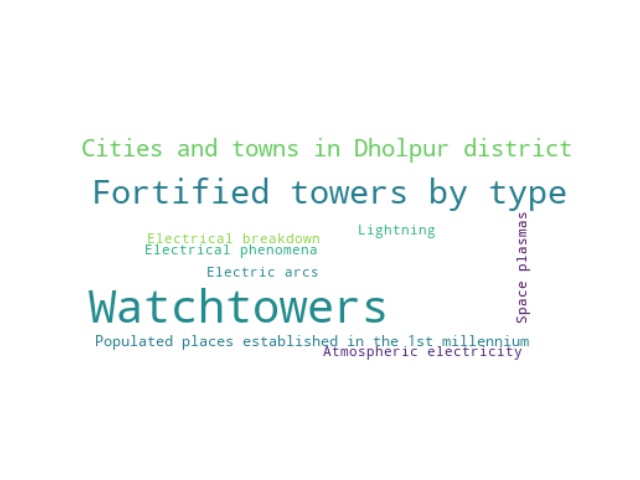 Cities and towns in Dholpur district
Fortified towers by type
Lightning
Electrical breakdown
Electrical phenomena
Space plasmas
Electric arcs
Watchtowers
Populated places established in the 1st millennium
Atmospheric electricity